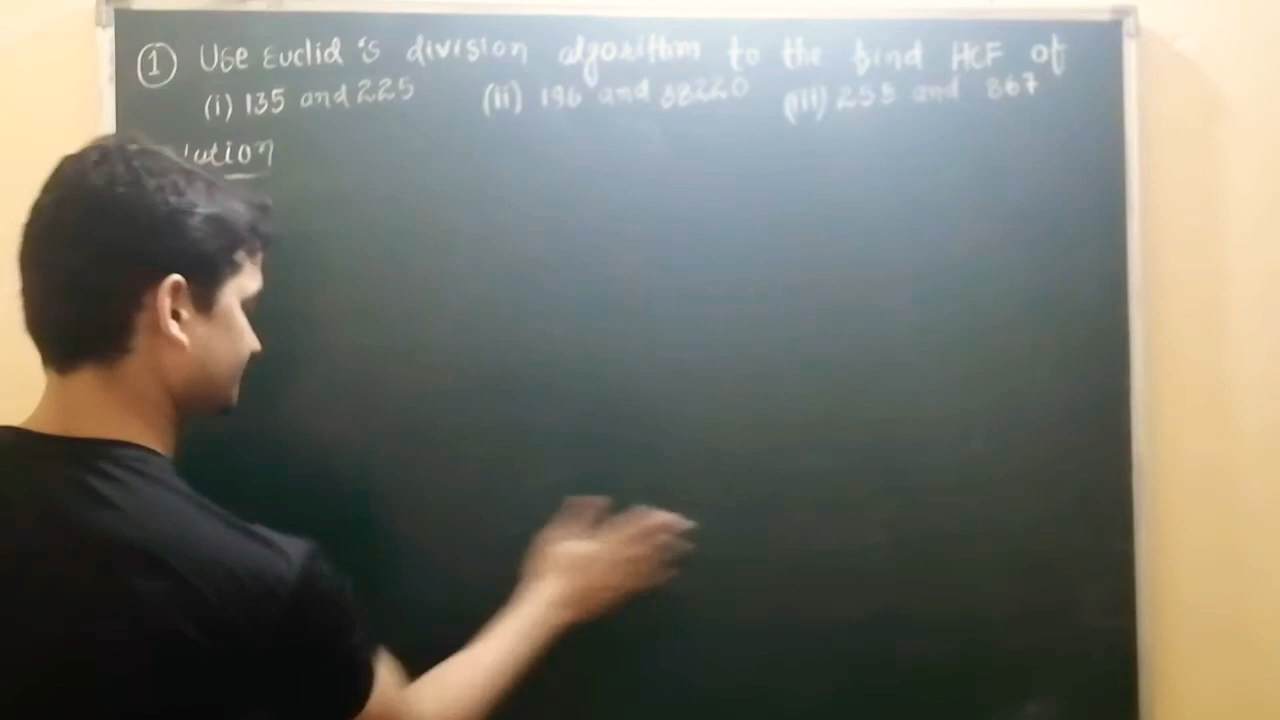 ① Use Euclid's division algorithm to the find HCF of
(i) 135 and 225 (ii) 196 and 38220 (iii) 255 and 867
lution